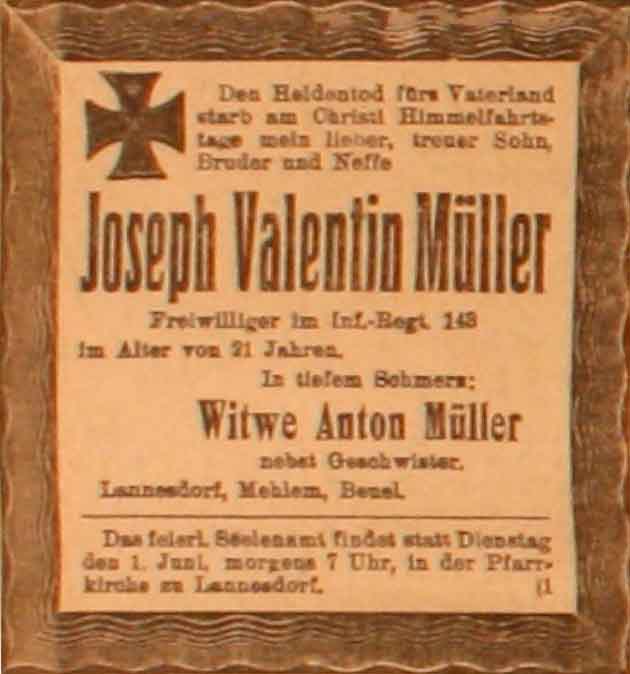 Den Heldentod fürs Vaterland
starb am Christi Himmelfahrts-
tage mein lieber, treuer Sohn,
Bruder und Neffe
Joseph Valentin Müller
Freiwilliger im Inf.-Regt. 143
im Alter von 21 Jahren.
In tiefem Schmerz:
Witwe Anton Müller
nebst Geschwister.
Lannesdorf, Mehlem, Beuel.
Das feierl. Seelenamt findet statt Dienstag
den 1. Juni, morgens 7 Uhr, in der Pfarr-
kirche zu Lannesdorf. (1